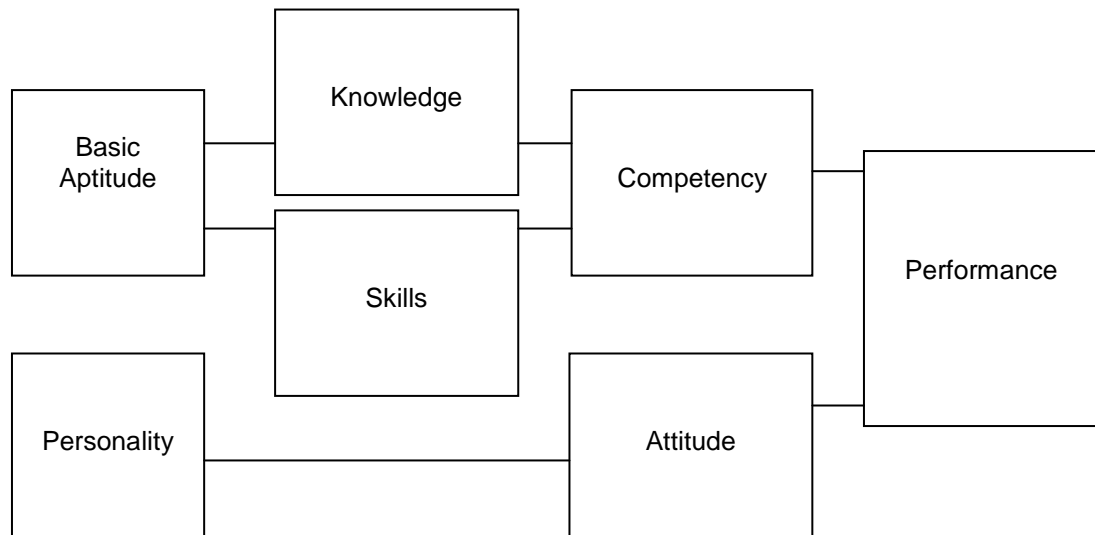 Knowledge
Basic
Aptitude
Competency
Performance
Skills
Personality
Attitude